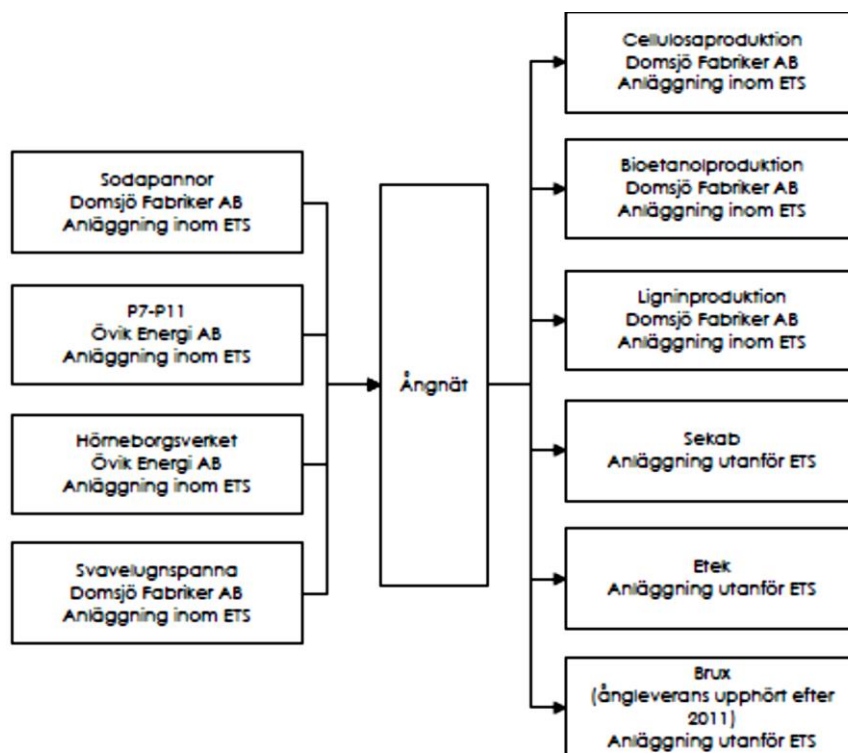 Sodapannor
Domsjö Fabriker AB
Anläggning inom ETS
P7-P11
Övik Energi AB
Anläggning inom ETS
Hörneborgsverket
Övik Energi AB
Anläggning inom ETS
Svavelugnspanna
Domsjö Fabriker AB
Anläggning inom ETS
Ångnät
Cellulosaproduktion
Domsjö Fabriker AB
Anläggning inom ETS
Bioetanolproduktion
Domsjö Fabriker AB
Anläggning inom ETS
Ligninproduktion
Domsjö Fabriker AB
Anläggning inom ETS
Sekab
Anläggning utanför ETS
Etek
Anläggning utanför ETS
Brux
(ångleverans upphört efter
2011)
Anläggning utanför ETS